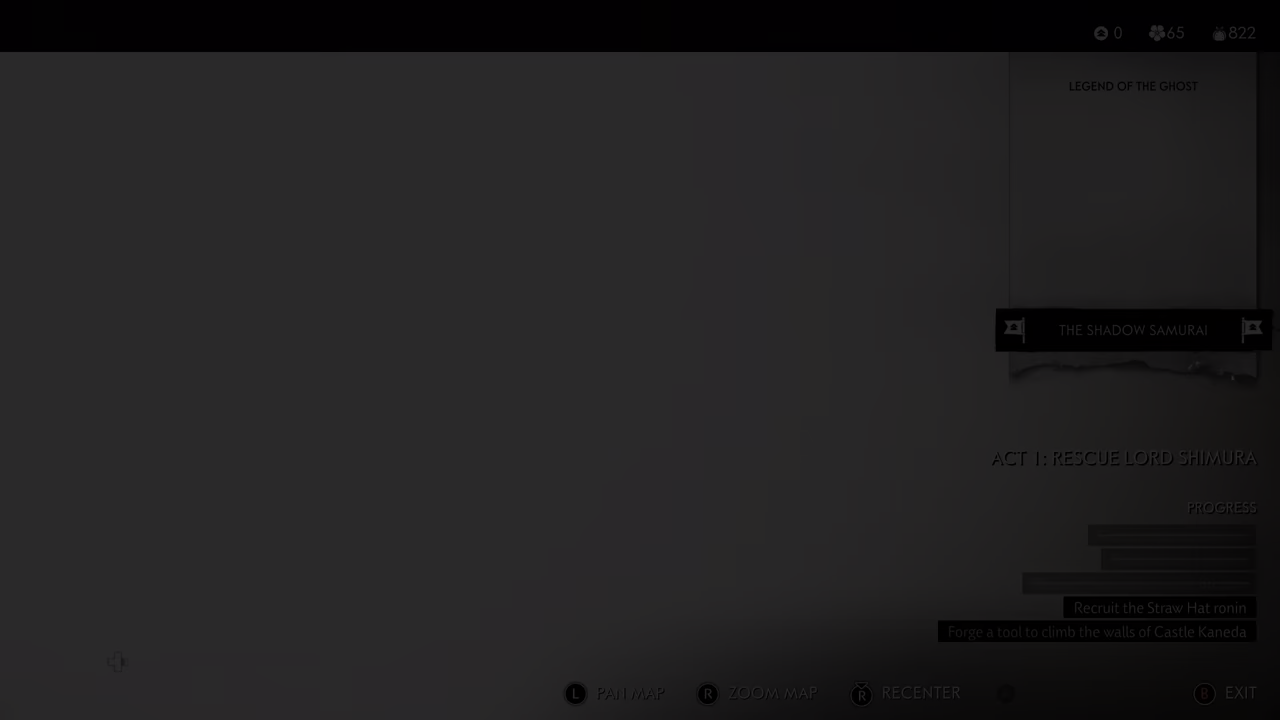 0 65 822
LEGEND OF THE GHOST
THE SHADOW SAMURAI
ACT 1: RESCUE LORD SHIMURA
PROGRESS
Recruit the Straw Hat ronin
Forge a tool to climb the walls of Castle Kaneda
L PAN MAP R ZOOM MAP R RECENTER B EXIT